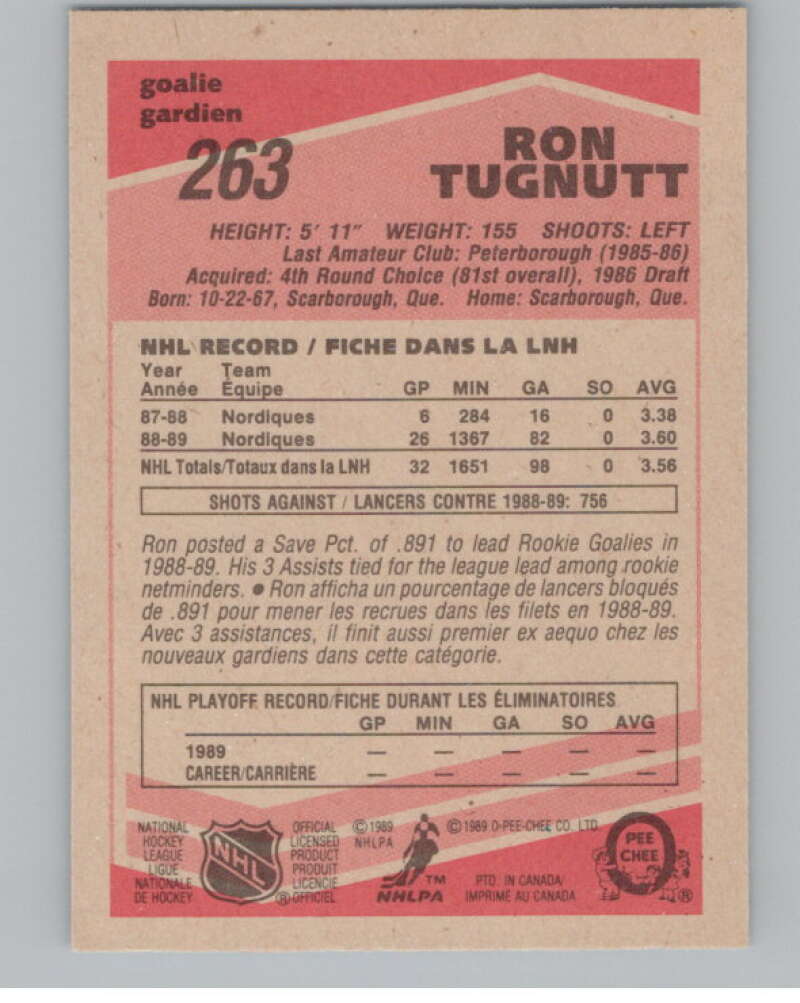 goalie
gardien
263
RON
TUGNUTT
HEIGHT: 5' 11" WEIGHT: 155 SHOOTS: LEFT
Last Amateur Club: Peterborough (1985-86)
Acquired: 4th Round Choice (81st overall), 1986 Draft
Born: 10-22-67, Scarborough, Que. Home: Scarborough, Que.
NHL RECORD / FICHE DANS LA LNH
Year Team
Année Équipe GP MIN GA SO AVG
87-88 Nordiques 6 284 16 0 3.38
88-89 Nordiques 26 1367 82 0 3.60
NHL Totals/Totaux dans la LNH 32 1651 98 0 3.56
SHOTS AGAINST / LANCERS CONTRE 1988-89: 756
Ron posted a Save Pct. of .891 to lead Rookie Goalies in
1988-89. His 3 Assists tied for the league lead among rookie
netminders. ● Ron afficha un pourcentage de lancers bloqués
de .891 pour mener les recrues dans les filets en 1988-89.
Avec 3 assistances, il finit aussi premier ex aequo chez les
nouveaux gardiens dans cette catégorie.
NHL PLAYOFF RECORD/FICHE DURANT LES ÉLIMINATOIRES
GP MIN GA SO AVG
1989 — — — — —
CAREER/CARRIÈRE — — — — —
NATIONAL
HOCKEY
LEAGUE
LIGUE
NATIONALE
DE HOCKEY
NHL
OFFICIAL
LICENSED
PRODUCT
PRODUIT
LICENCIÉ
® OFFICIEL
©1989
NHLPA
TM
NHLPA
©1989 O-PEE-CHEE CO. LTD.
PTD. IN CANADA/
IMPRIMÉ AU CANADA
O
PEE
CHEE
®